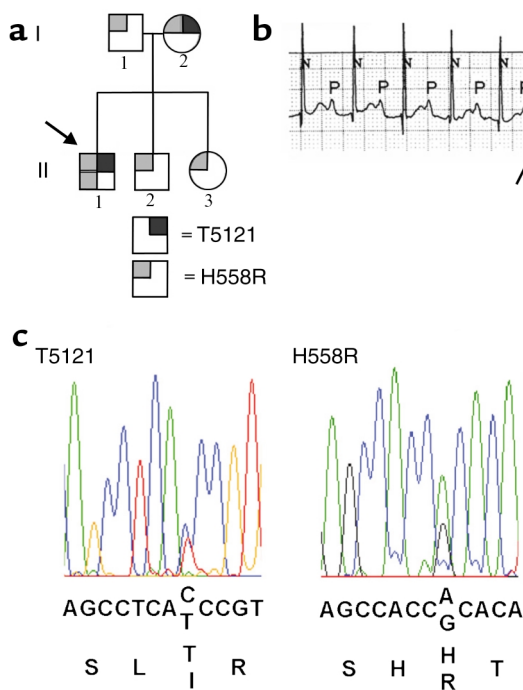 a
I
1
2
II
1
2
3
= T5121
= H558R
b
N N N N N
P P P P
c
T5121
AGCCTCA C CCGT
T
S L T R
I
H558R
AGCCACC A CACA
G
S H H T
R